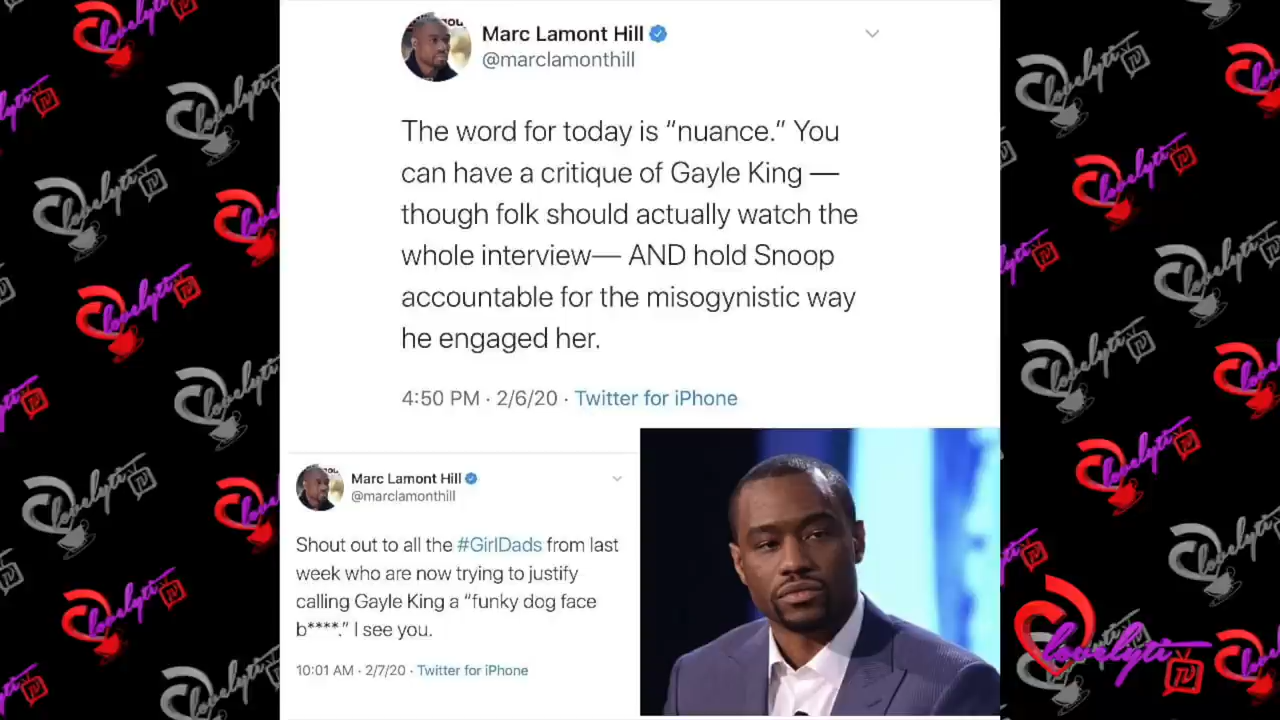 Marc Lamont Hill
@marclamonthill
The word for today is “nuance.” You
can have a critique of Gayle King —
though folk should actually watch the
whole interview— AND hold Snoop
accountable for the misogynistic way
he engaged her.
4:50 PM · 2/6/20 · Twitter for iPhone
Marc Lamont Hill
@marclamonthill
Shout out to all the #GirlDads from last
week who are now trying to justify
calling Gayle King a “funky dog face
b****.” I see you.
10:01 AM · 2/7/20 · Twitter for iPhone
lovelyti TV